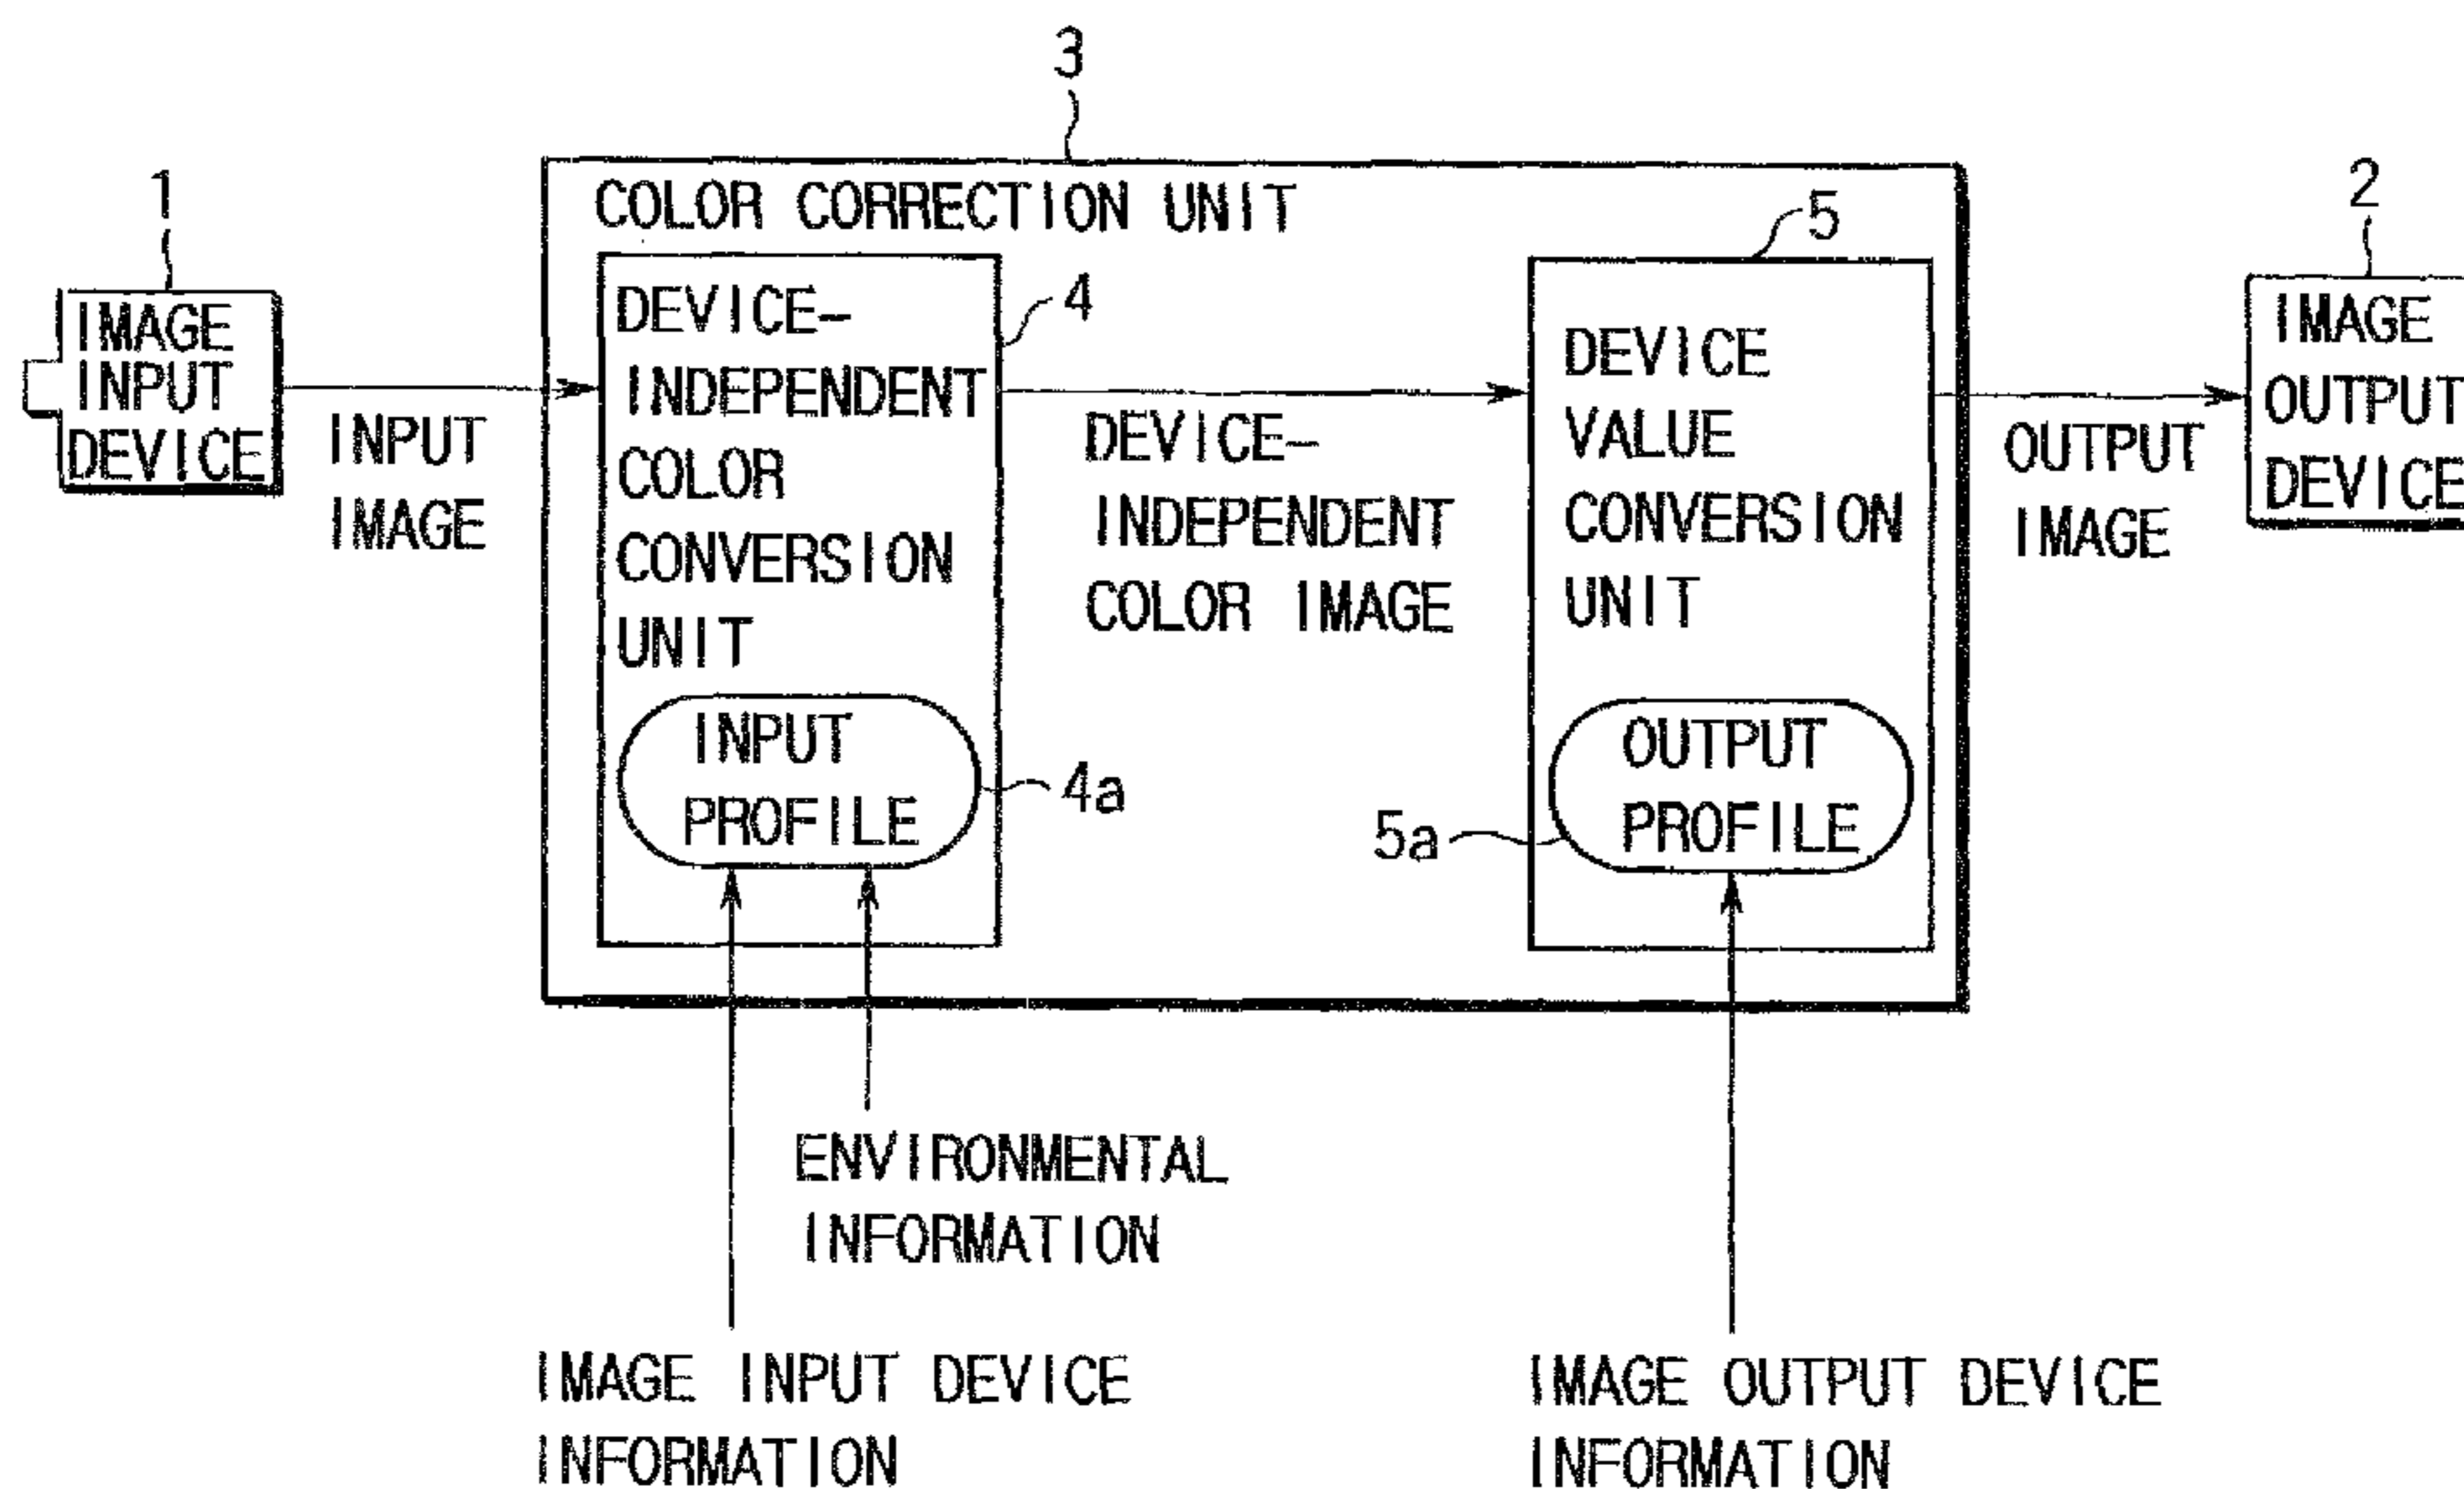 3
1
2
COLOR CORRECTION UNIT
5
IMAGE
INPUT
DEVICE
INPUT
IMAGE
DEVICE-
INDEPENDENT
COLOR
CONVERSION
UNIT
4
INPUT
PROFILE
4a
DEVICE-
INDEPENDENT
COLOR IMAGE
DEVICE
VALUE
CONVERSION
UNIT
OUTPUT
PROFILE
5a
OUTPUT
IMAGE
IMAGE
OUTPUT
DEVICE
ENVIRONMENTAL
INFORMATION
IMAGE INPUT DEVICE
INFORMATION
IMAGE OUTPUT DEVICE
INFORMATION